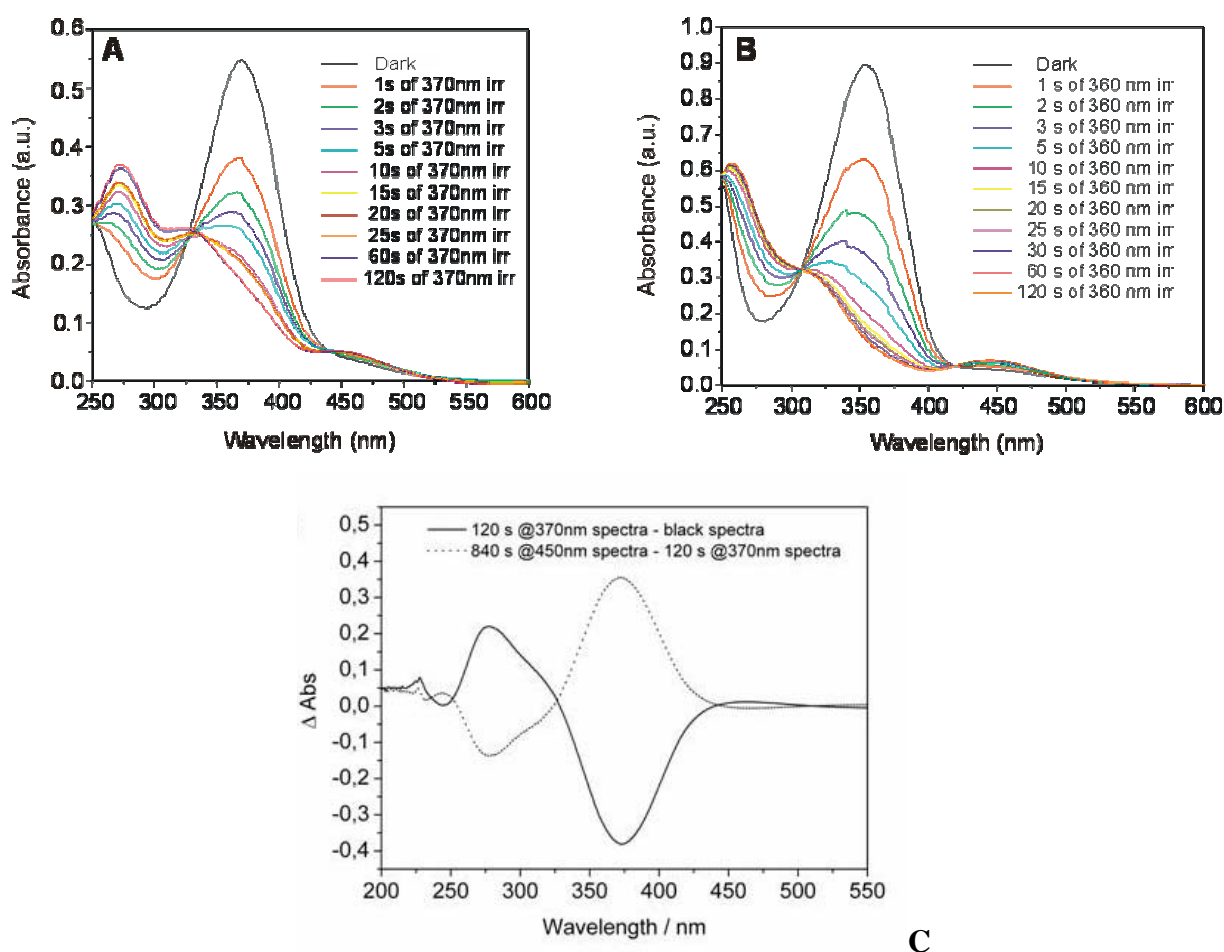 A
Dark
1s of 370nm irr
2s of 370nm irr
3s of 370nm irr
5s of 370nm irr
10s of 370nm irr
15s of 370nm irr
20s of 370nm irr
25s of 370nm irr
60s of 370nm irr
120s of 370nm irr
0.6
0.5
0.4
0.3
0.2
0.1
0.0
Absorbance (a.u.)
250 300 350 400 450 500 550 600
Wavelength (nm)
B
Dark
1 s of 360 nm irr
2 s of 360 nm irr
3 s of 360 nm irr
5 s of 360 nm irr
10 s of 360 nm irr
15 s of 360 nm irr
20 s of 360 nm irr
25 s of 360 nm irr
30 s of 360 nm irr
60 s of 360 nm irr
120 s of 360 nm irr
1.0
0.9
0.8
0.7
0.6
0.5
0.4
0.3
0.2
0.1
0.0
Absorbance (a.u.)
250 300 350 400 450 500 550 600
Wavelength (nm)
120 s @370nm spectra - black spectra
840 s @450nm spectra - 120 s @370nm spectra
0,5
0,4
0,3
0,2
0,1
0,0
-0,1
-0,2
-0,3
-0,4
Δ Abs
200 250 300 350 400 450 500 550
Wavelength / nm
C